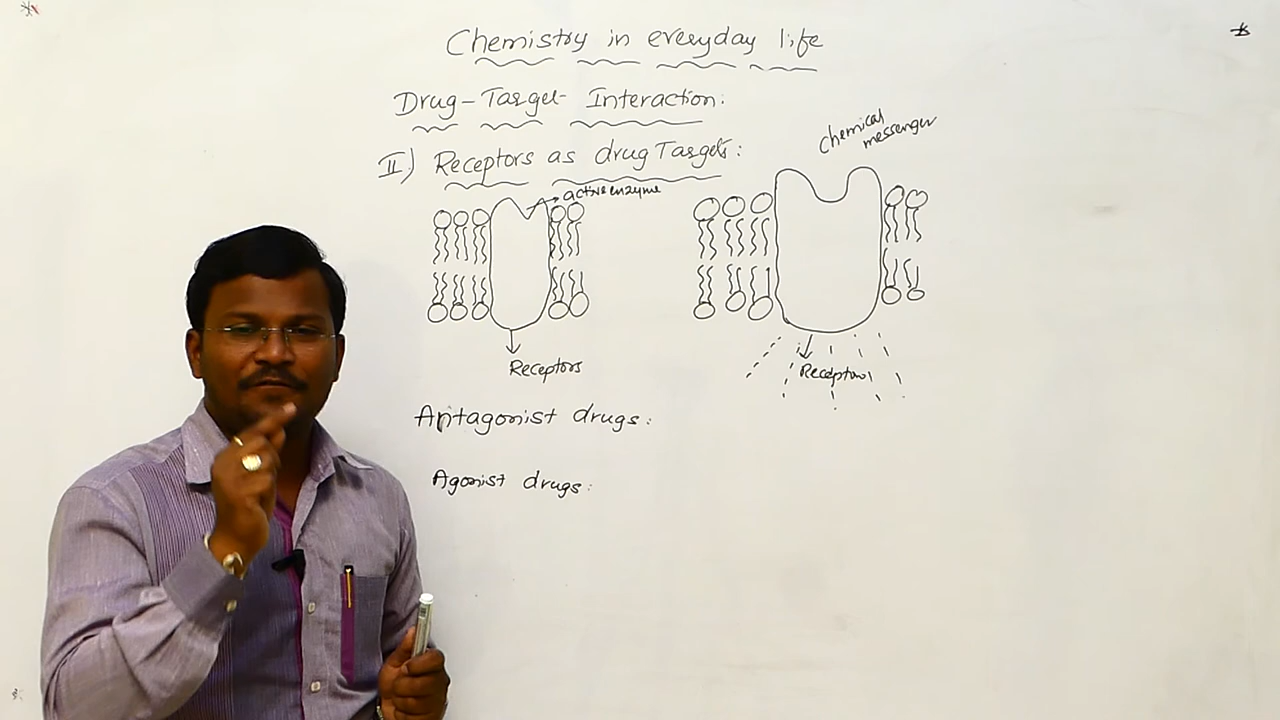 Chemistry in everyday life
Drug-Target Interaction:
II.) Receptors as drug Targets:
Chemical
messenger
active enzyme
Receptors
Receptors
Antagonist drugs:
Agonist drugs: